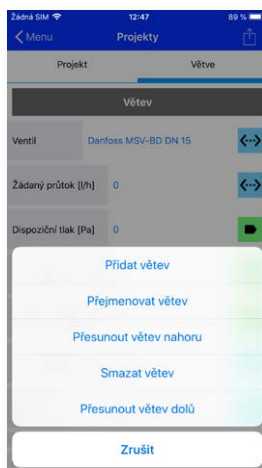 Žádná SIM 12:47 89 %
Menu Projekty
Projekt Větve
Větev
Ventil Danfoss MSV-BD DN 15
Žádaný průtok [l/h] 0
Dispoziční tlak [Pa] 0
Přidat větev
Přejmenovat větev
Přesunout větev nahoru
Smazat větev
Přesunout větev dolů
Zrušit